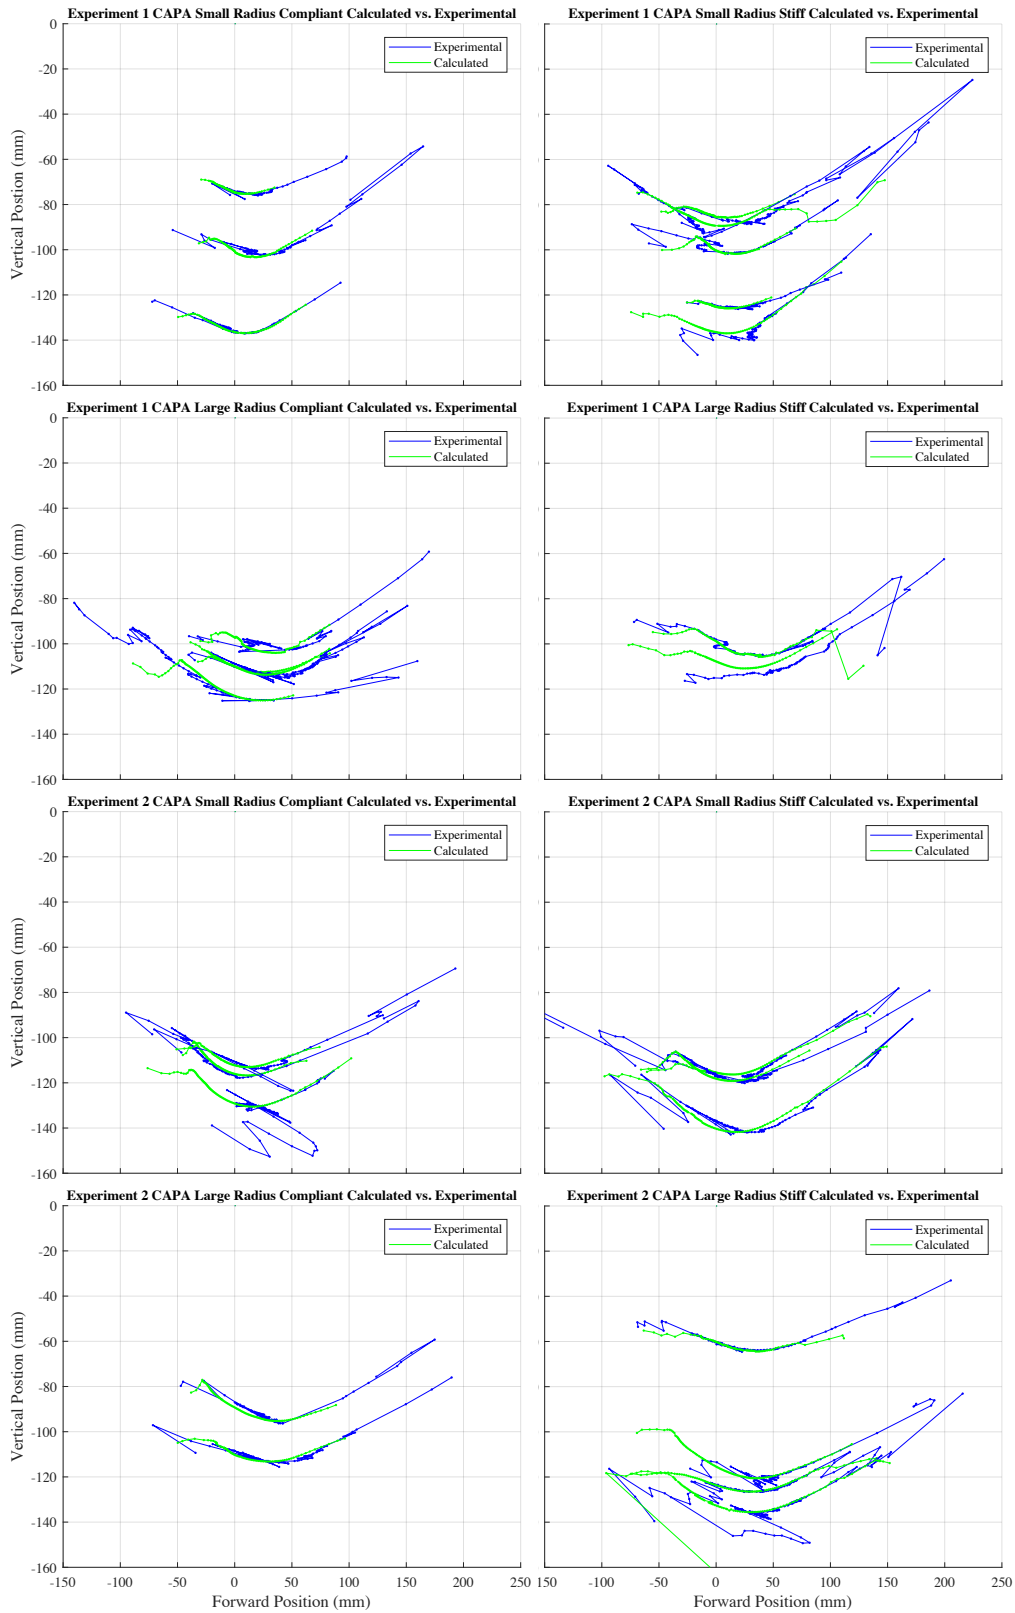 Experiment 1 CAPA Small Radius Compliant Calculated vs. Experimental
0
-20
-40
-60
-80
-100
-120
-140
-160
Vertical Postion (mm)
Experimental
Calculated
Experiment 1 CAPA Small Radius Stiff Calculated vs. Experimental
Experimental
Calculated
Experiment 1 CAPA Large Radius Compliant Calculated vs. Experimental
0
-20
-40
-60
-80
-100
-120
-140
-160
Vertical Postion (mm)
Experimental
Calculated
Experiment 1 CAPA Large Radius Stiff Calculated vs. Experimental
Experimental
Calculated
Experiment 2 CAPA Small Radius Compliant Calculated vs. Experimental
0
-20
-40
-60
-80
-100
-120
-140
-160
Vertical Postion (mm)
Experimental
Calculated
Experiment 2 CAPA Small Radius Stiff Calculated vs. Experimental
Experimental
Calculated
Experiment 2 CAPA Large Radius Compliant Calculated vs. Experimental
0
-20
-40
-60
-80
-100
-120
-140
-160
Vertical Postion (mm)
Experimental
Calculated
-150 -100 -50 0 50 100 150 200 250
Forward Position (mm)
Experiment 2 CAPA Large Radius Stiff Calculated vs. Experimental
Experimental
Calculated
150 -100 -50 0 50 100 150 200 250
Forward Position (mm)